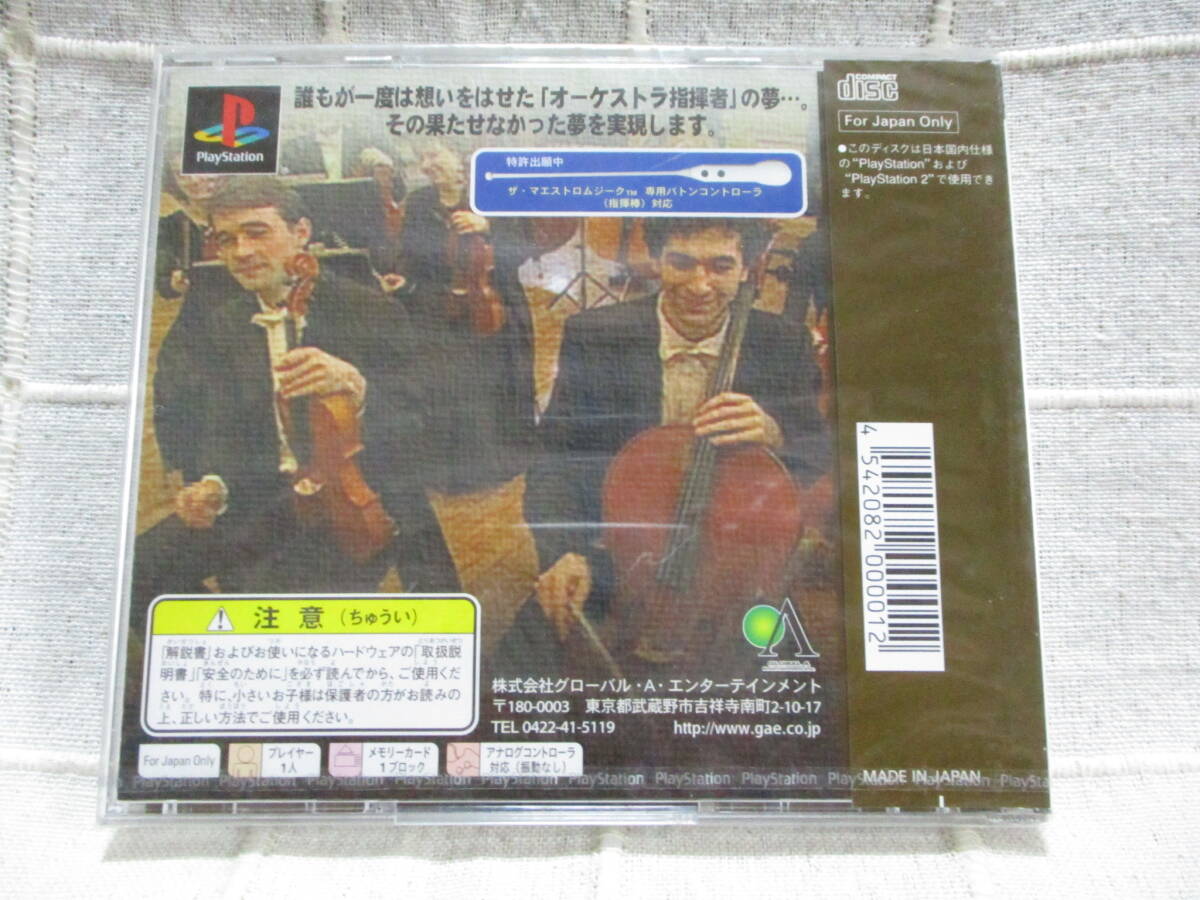 PlayStation
誰もが一度は想いをはせた「オーケストラ指揮者」の夢…。
その果たせなかった夢を実現します。
特許出願中
ザ・マエストロムジーク™ 専用バトンコントローラ
(指揮棒)対応
COMPACT
disc
For Japan Only
●このディスクは日本国内仕様
の"PlayStation"および
"PlayStation 2"で使用でき
ます。
4 542082 000012
MADE IN JAPAN
注意(ちゅうい)
「解説書」およびお使いになるハードウェアの「取扱説
明書」「安全のために」を必ず読んでから、ご使用くだ
さい。特に、小さいお子様は保護者の方がお読みの
上、正しい方法でご使用ください。
株式会社グローバル・A・エンターテインメント
〒180-0003 東京都武蔵野市吉祥寺南町2-10-17
TEL 0422-41-5119 http://www.gae.co.jp
For Japan Only
プレイヤー
1人
メモリーカード
1ブロック
アナログコントローラ
対応(振動なし)
PlayStation PlayStation PlayStation PlayStation PlayStation PlayStation PlayStation